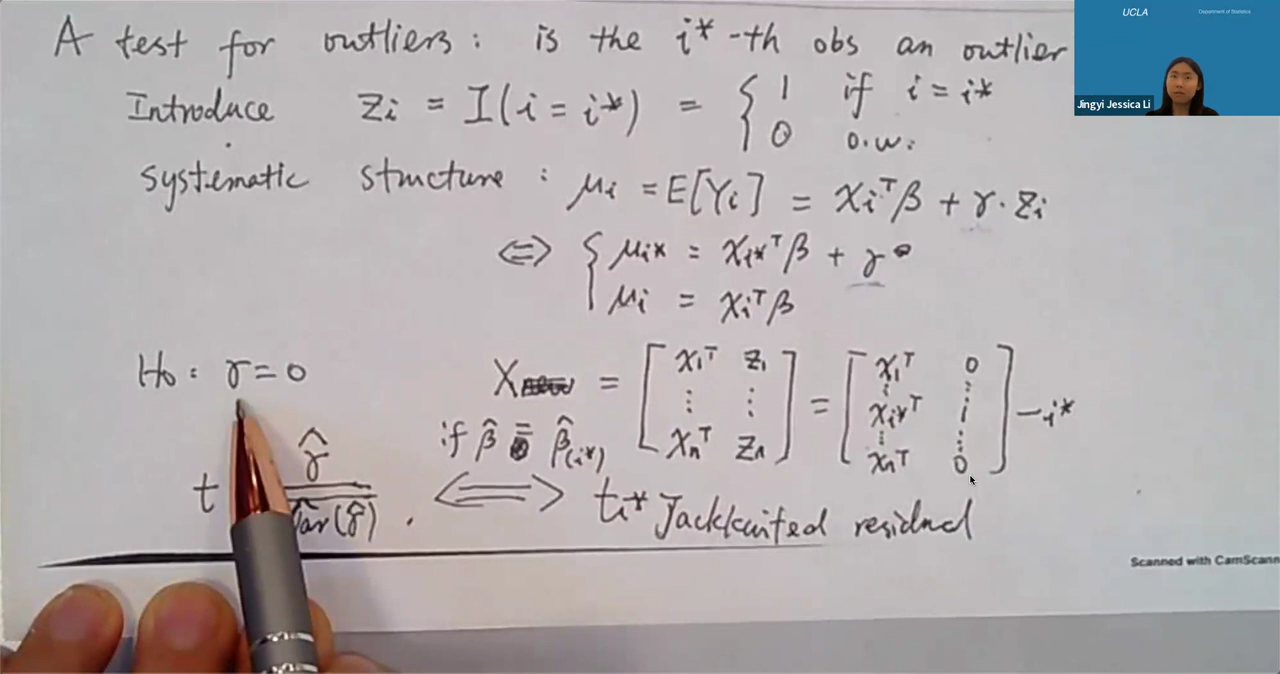 A test for outliers: is the i*-th obs an outlier
Introduce Zi = I(i = i*) = { 1 if i = i*
0 o.w.
systematic structure: μi = E[Yi] = Xiᵀβ + γ·Zi
⇔ { μi* = Xi*ᵀβ + γ
μi = Xiᵀβ
H₀: γ = 0
X = [ X₁ᵀ Z₁ ⋮ ⋮ Xnᵀ Zn ] = [ X₁ᵀ 0 ⋮ ⋮ Xi*ᵀ 1 ⋮ ⋮ Xnᵀ 0 ] — i*
if β̂ = β̂(i*)
t γ̂ / √Var(γ̂) . ⟺ ti* Jackknifed residual
Scanned with CamScann
UCLA
Department of Statistics
Jingyi Jessica Li